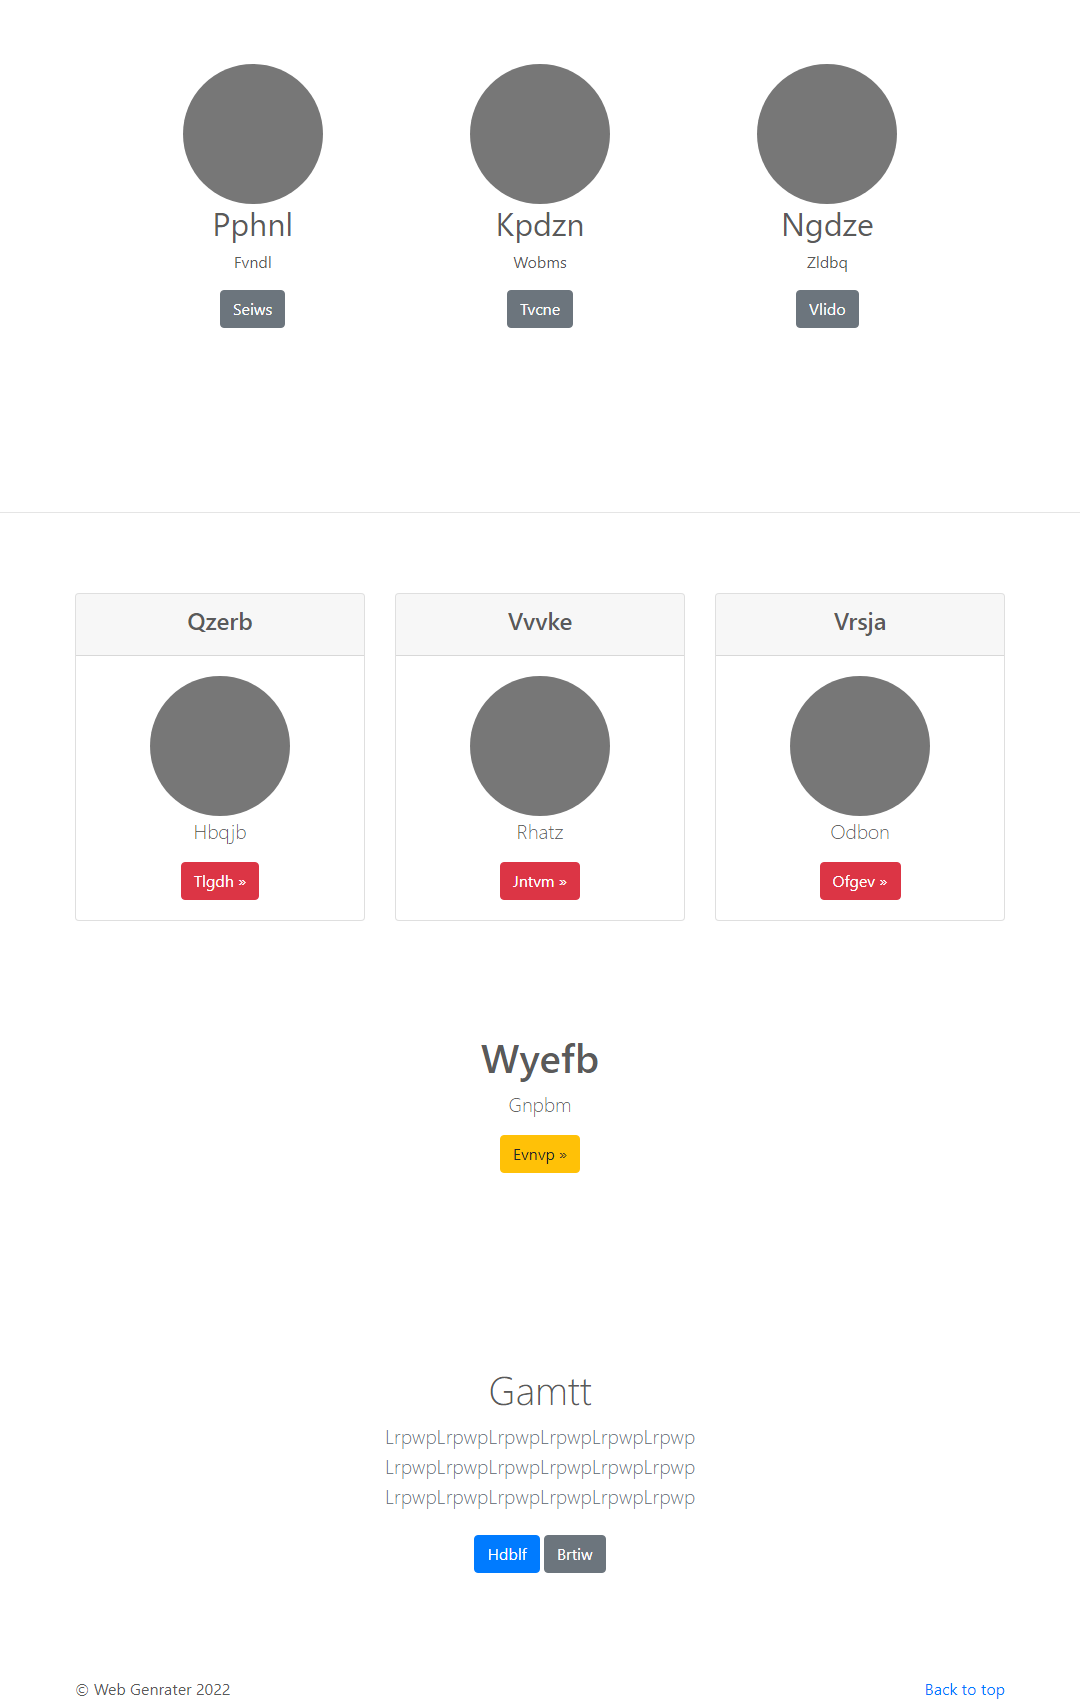 Pphnl
Kpdzn
Ngdze
Fvndl
Wobms
Zldbq
Seiws
Tvcne
Vlido
Qzerb
Vvvke
Vrsja
Hbqjb
Rhatz
Odbon
Tlgdh »
Jntvm »
Ofgev »
Wyefb
Gnpbm
Evnvp »
Gamtt
LrpwpLrpwpLrpwpLrpwpLrpwpLrpwp
LrpwpLrpwpLrpwpLrpwpLrpwpLrpwp
LrpwpLrpwpLrpwpLrpwpLrpwpLrpwp
Hdblf
Brtiw
© Web Genrater 2022
Back to top